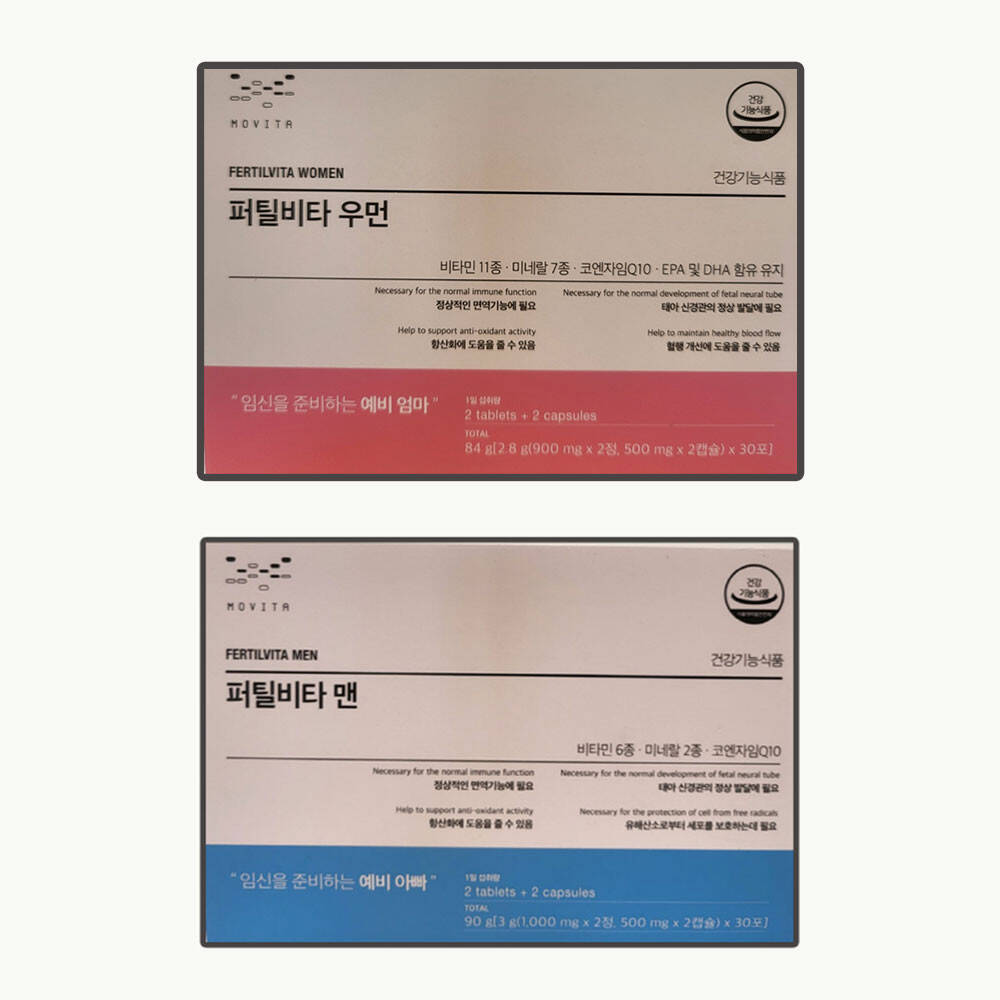 MOVITA
건강
기능식품
FERTILVITA WOMEN
건강기능식품
퍼틸비타 우먼
비타민 11종 · 미네랄 7종 · 코엔자임Q10 · EPA 및 DHA 함유 유지
Necessary for the normal immune function
정상적인 면역기능에 필요
Necessary for the normal development of fetal neural tube
태아 신경관의 정상 발달에 필요
Help to support anti-oxidant activity
항산화에 도움을 줄 수 있음
Help to maintain healthy blood flow
혈행 개선에 도움을 줄 수 있음
“임신을 준비하는 예비 엄마”
1일 섭취량
2 tablets + 2 capsules
TOTAL
84 g[2.8 g(900 mg x 2정, 500 mg x 2캡슐) x 30포]
MOVITA
건강
기능식품
FERTILVITA MEN
건강기능식품
퍼틸비타 맨
비타민 6종 · 미네랄 2종 · 코엔자임Q10
Necessary for the normal immune function
정상적인 면역기능에 필요
Necessary for the normal development of fetal neural tube
태아 신경관의 정상 발달에 필요
Help to support anti-oxidant activity
항산화에 도움을 줄 수 있음
Necessary for the protection of cell from free radicals
유해산소로부터 세포를 보호하는데 필요
“임신을 준비하는 예비 아빠”
1일 섭취량
2 tablets + 2 capsules
TOTAL
90 g[3 g(1,000 mg x 2정, 500 mg x 2캡슐) x 30포]